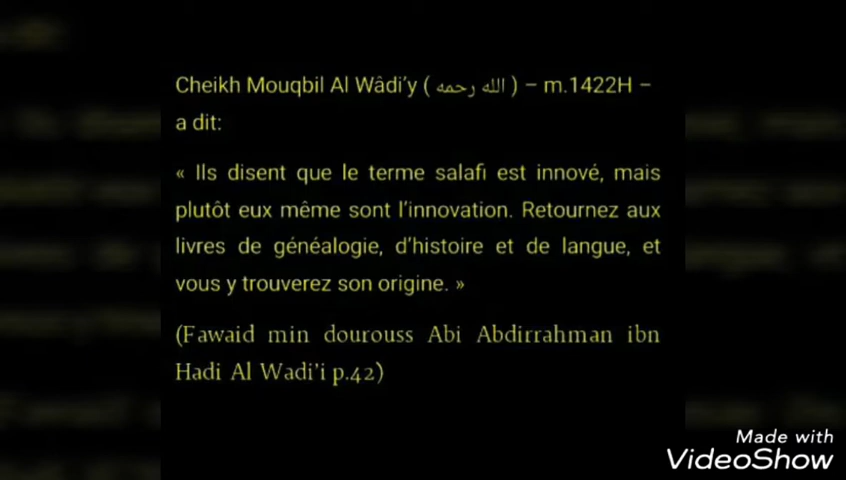 Cheikh Mouqbil Al Wâdi'y ( الله رحمه ) – m.1422H –
a dit:
« Ils disent que le terme salafi est innové, mais
plutôt eux même sont l'innovation. Retournez aux
livres de généalogie, d'histoire et de langue, et
vous y trouverez son origine. »
(Fawaid min dourouss Abi Abdirrahman ibn
Hadi Al Wadi'i p.42)
Made with
VideoShow